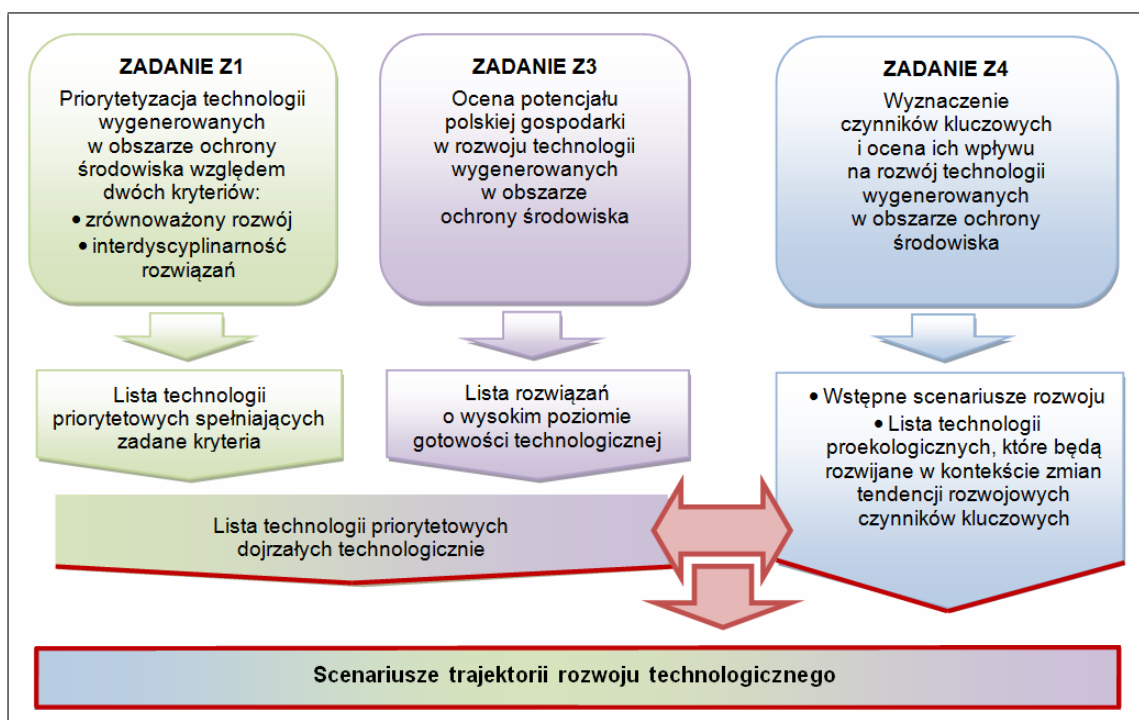 ZADANIE Z1
Priorytetyzacja technologii
wygenerowanych
w obszarze ochrony
środowiska względem
dwóch kryteriów:
• zrównoważony rozwój
• interdyscyplinarność
rozwiązań
ZADANIE Z3
Ocena potencjału
polskiej gospodarki
w rozwoju technologii
wygenerowanych
w obszarze
ochrony środowiska
ZADANIE Z4
Wyznaczenie
czynników kluczowych
i ocena ich wpływu
na rozwój technologii
wygenerowanych
w obszarze ochrony
środowiska
Lista technologii
priorytetowych spełniających
zadane kryteria
Lista rozwiązań
o wysokim poziomie
gotowości technologicznej
• Wstępne scenariusze rozwoju
• Lista technologii
proekologicznych, które będą
rozwijane w kontekście zmian
tendencji rozwojowych
czynników kluczowych
Lista technologii priorytetowych
dojrzałych technologicznie
Scenariusze trajektorii rozwoju technologicznego